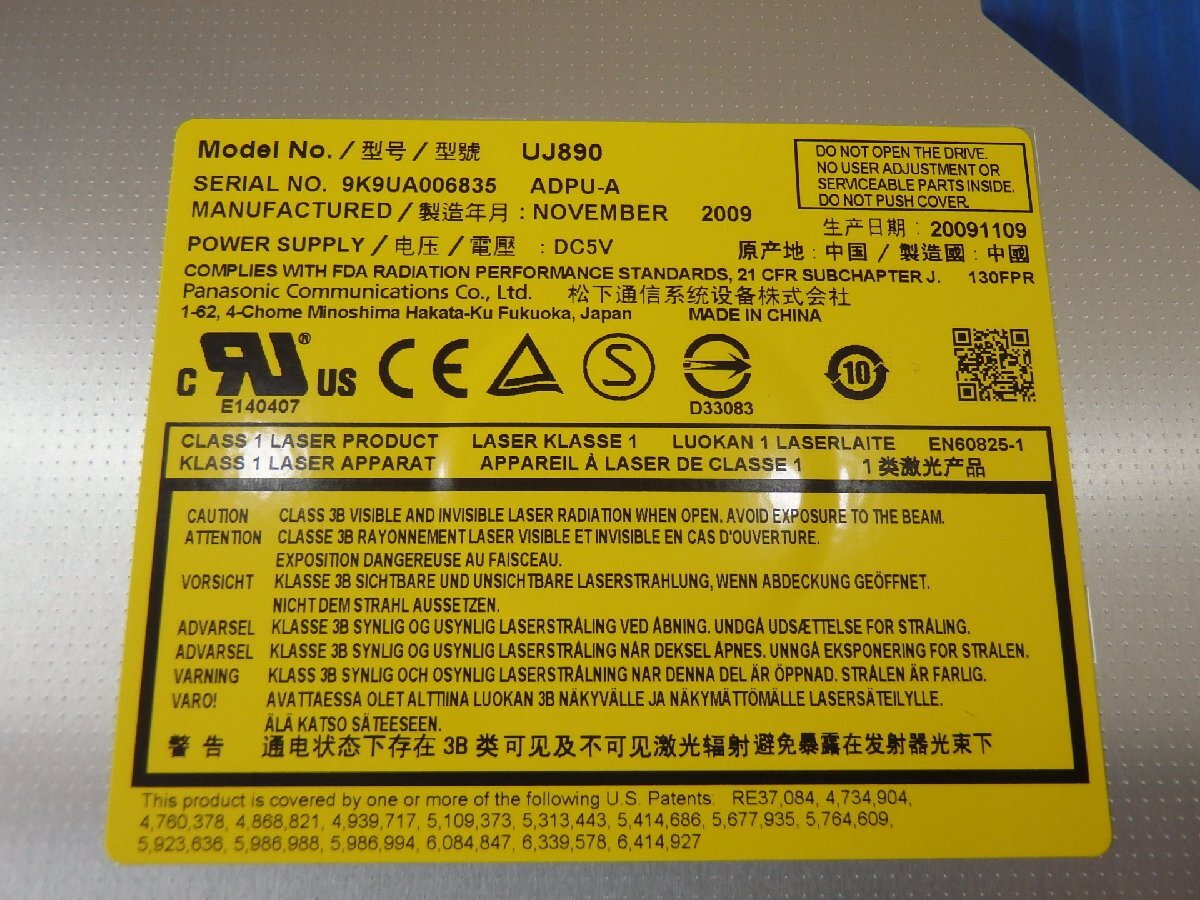 Model No. / 型号 / 型號 UJ890
DO NOT OPEN THE DRIVE.
NO USER ADJUSTMENT OR
SERVICEABLE PARTS INSIDE.
DO NOT PUSH COVER.
SERIAL NO. 9K9UA006835 ADPU-A
MANUFACTURED / 製造年月 : NOVEMBER 2009
生产日期 : 20091109
POWER SUPPLY / 电压 / 電壓 : DC5V
原产地 : 中国 / 製造國 : 中國
COMPLIES WITH FDA RADIATION PERFORMANCE STANDARDS, 21 CFR SUBCHAPTER J. 130FPR
Panasonic Communications Co., Ltd. 松下通信系统设备株式会社
1-62, 4-Chome Minoshima Hakata-Ku Fukuoka, Japan MADE IN CHINA
C RU ® US CE S 10
E140407 D33083
CLASS 1 LASER PRODUCT LASER KLASSE 1 LUOKAN 1 LASERLAITE EN60825-1
KLASS 1 LASER APPARAT APPAREIL À LASER DE CLASSE 1 1 类激光产品
CAUTION CLASS 3B VISIBLE AND INVISIBLE LASER RADIATION WHEN OPEN. AVOID EXPOSURE TO THE BEAM.
ATTENTION CLASSE 3B RAYONNEMENT LASER VISIBLE ET INVISIBLE EN CAS D'OUVERTURE.
EXPOSITION DANGEREUSE AU FAISCEAU.
VORSICHT KLASSE 3B SICHTBARE UND UNSICHTBARE LASERSTRAHLUNG, WENN ABDECKUNG GEÖFFNET.
NICHT DEM STRAHL AUSSETZEN.
ADVARSEL KLASSE 3B SYNLIG OG USYNLIG LASERSTRÅLING VED ÅBNING. UNDGÅ UDSÆTTELSE FOR STRÅLING.
ADVARSEL KLASSE 3B SYNLIG OG USYNLIG LASERSTRÅLING NÅR DEKSEL ÅPNES. UNNGÅ EKSPONERING FOR STRÅLEN.
VARNING KLASS 3B SYNLIG OCH OSYNLIG LASERSTRÅLNING NÄR DENNA DEL ÄR ÖPPNAD. STRÅLEN ÄR FARLIG.
VARO! AVATTAESSA OLET ALTTIINA LUOKAN 3B NÄKYVÄLLE JA NÄKYMÄTTÖMÄLLE LASERSÄTEILYLLE.
ÄLÄ KATSO SÄTEESEEN.
警告 通电状态下存在 3B 类可见及不可见激光辐射避免暴露在发射器光束下
This product is covered by one or more of the following U.S. Patents: RE37,084, 4,734,904,
4,760,378, 4,868,821, 4,939,717, 5,109,373, 5,313,443, 5,414,686, 5,677,935, 5,764,609,
5,923,636, 5,986,988, 5,986,994, 6,084,847, 6,339,578, 6,414,927